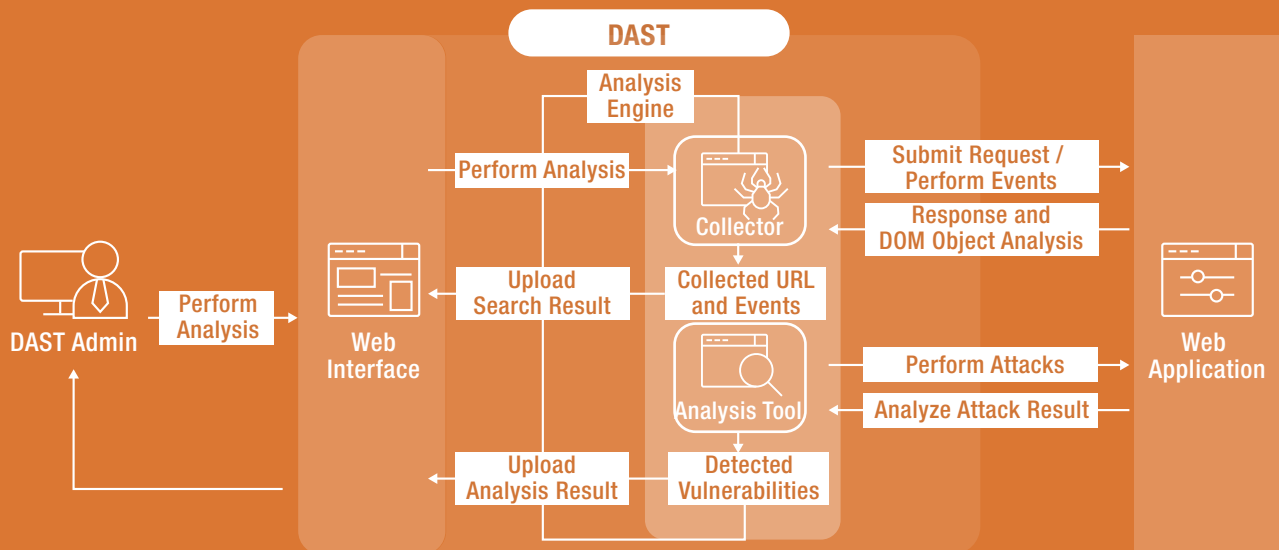 DAST
Analysis
Engine
Perform Analysis
Submit Request /
Perform Events
Collector
Response and
DOM Object Analysis
Upload
Search Result
Collected URL
and Events
Perform
Analysis
DAST Admin
Web
Interface
Web
Application
Perform Attacks
Analysis Tool
Analyze Attack Result
Upload
Analysis Result
Detected
Vulnerabilities